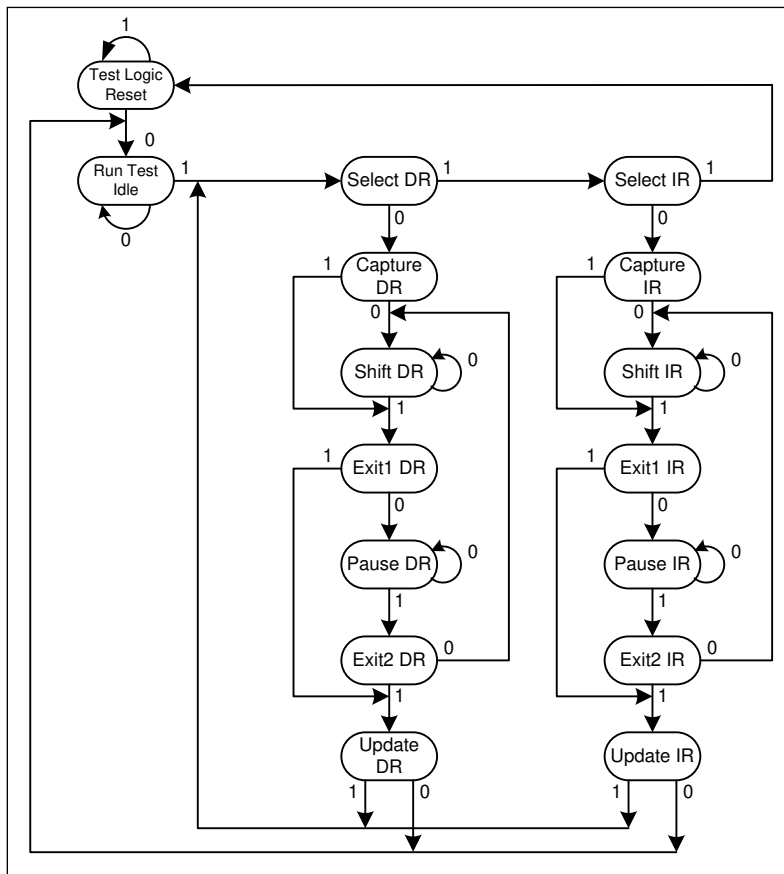 1
Test Logic
Reset
0
Run Test
Idle
1
0
Select DR
1
0
Select IR
1
0
Capture
DR
1
0
Capture
IR
1
0
Shift DR
0
1
Shift IR
0
1
Exit1 DR
1
0
Exit1 IR
1
0
Pause DR
0
1
Pause IR
0
1
Exit2 DR
0
1
Exit2 IR
0
1
Update
DR
1
0
Update IR
1
0